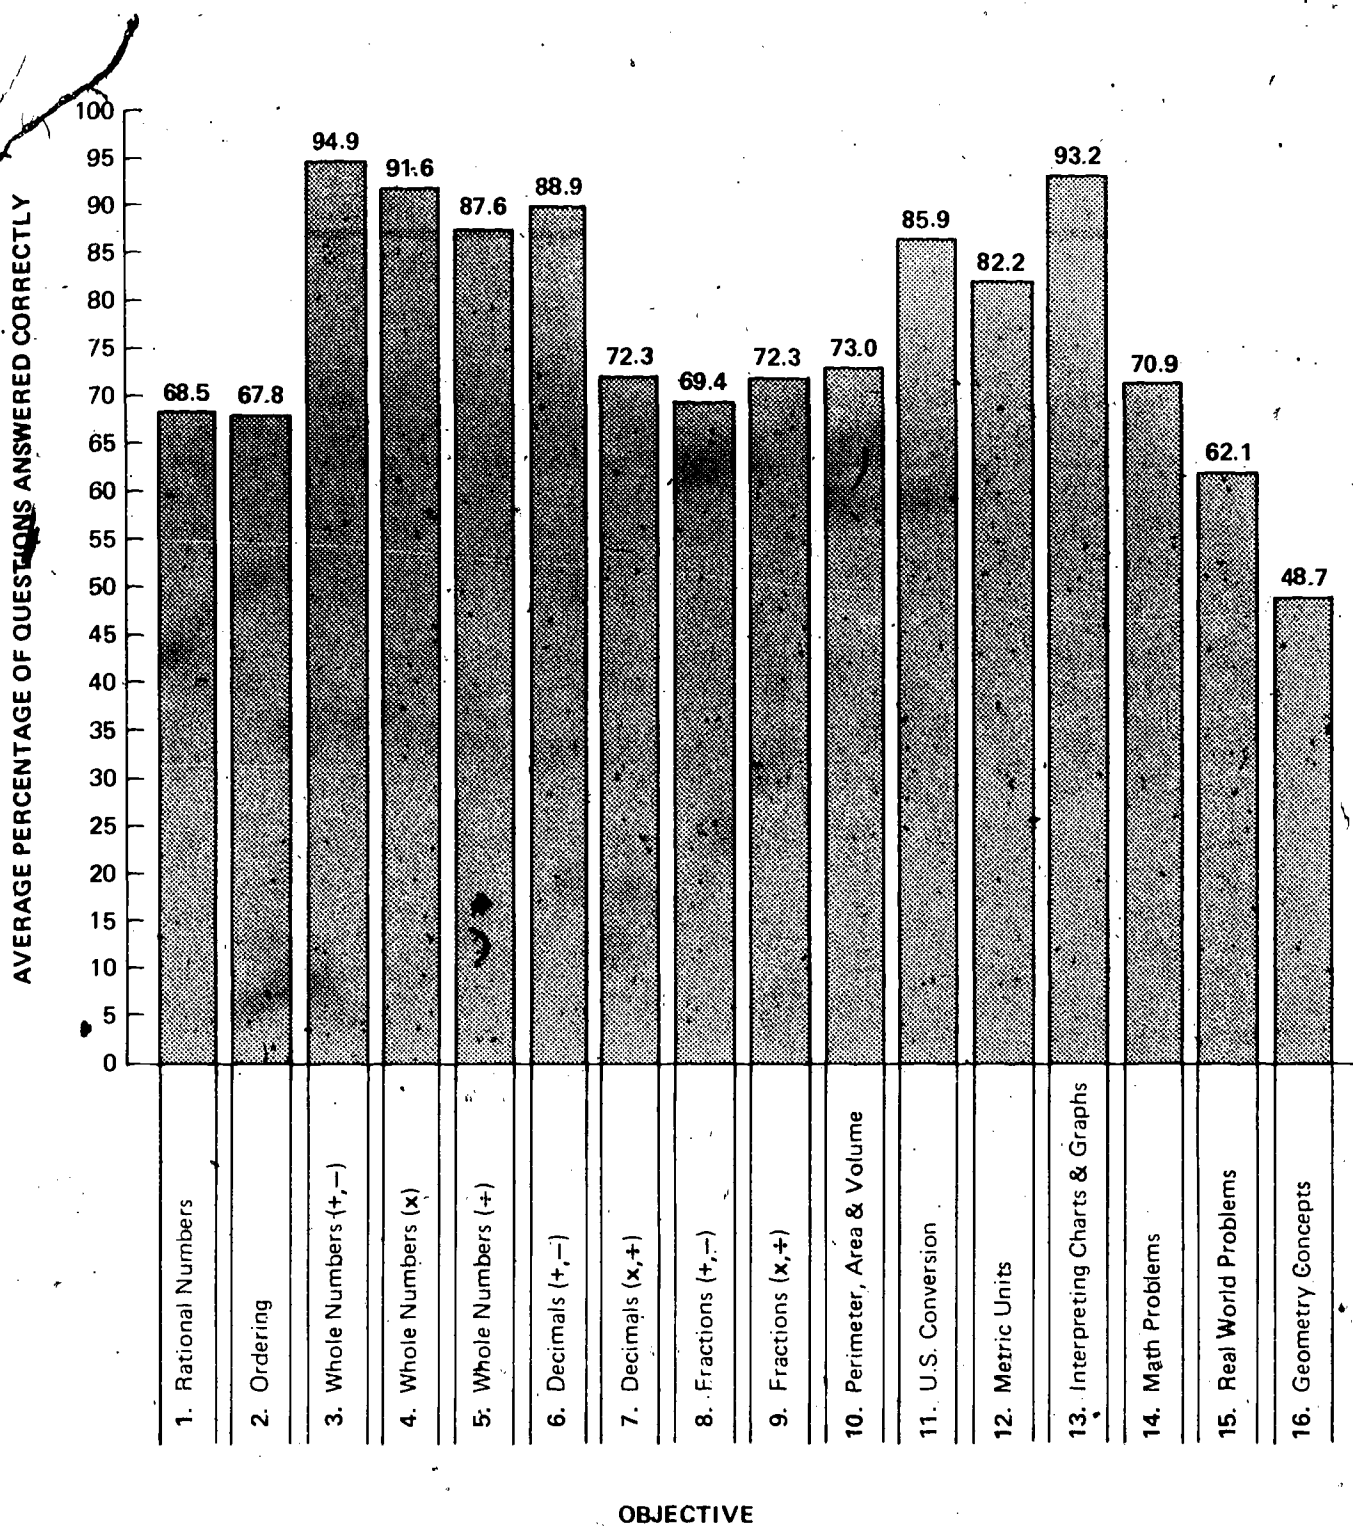 AVERAGE PERCENTAGE OF QUESTIONS ANSWERED CORRECTLY
100
95
90
85
80
75
70
65
60
55
50
45
40
35
30
25
20
15
10
5
0
68.5
67.8
94.9
91.6
87.6
88.9
72.3
69.4
72.3
73.0
85.9
82.2
93.2
70.9
62.1
48.7
1. Rational Numbers
2. Ordering
3. Whole Numbers (+,−)
4. Whole Numbers (x)
5. Whole Numbers (÷)
6. Decimals (+,−)
7. Decimals (x,÷)
8. Fractions (+,−)
9. Fractions (x,÷)
10. Perimeter, Area & Volume
11. U.S. Conversion
12. Metric Units
13. Interpreting Charts & Graphs
14. Math Problems
15. Real World Problems
16. Geometry Concepts
OBJECTIVE